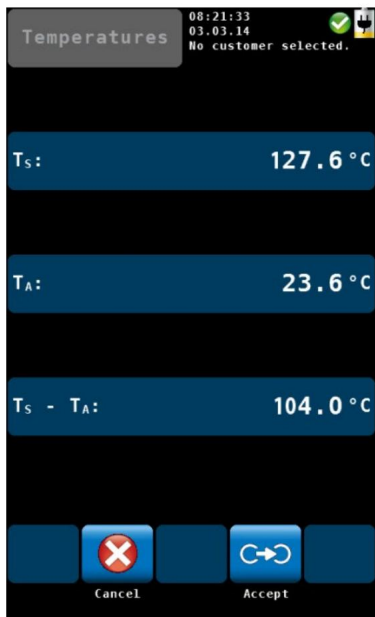 Temperatures
08:21:33
03.03.14
No customer selected.
Ts: 127.6 °C
TA: 23.6 °C
Ts - TA: 104.0 °C
Cancel Accept